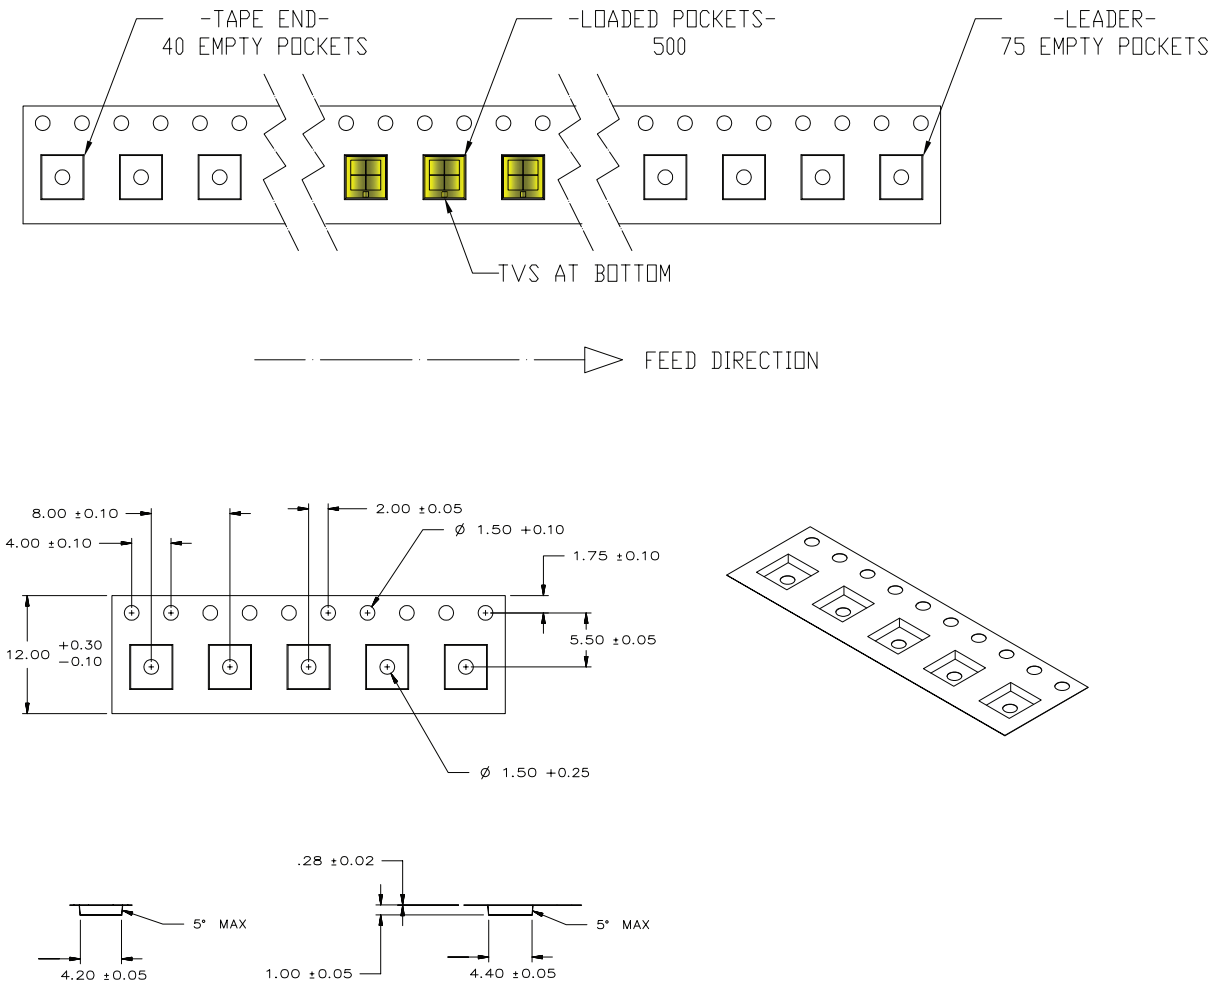 -TAPE END-
40 EMPTY POCKETS
-LOADED POCKETS-
500
-LEADER-
75 EMPTY POCKETS
TVS AT BOTTOM
FEED DIRECTION
8.00 ±0.10
2.00 ±0.05
Ø 1.50 +0.10
4.00 ±0.10
1.75 ±0.10
12.00 +0.30 -0.10
5.50 ±0.05
Ø 1.50 +0.25
.28 ±0.02
5° MAX
5° MAX
4.20 ±0.05
1.00 ±0.05
4.40 ±0.05